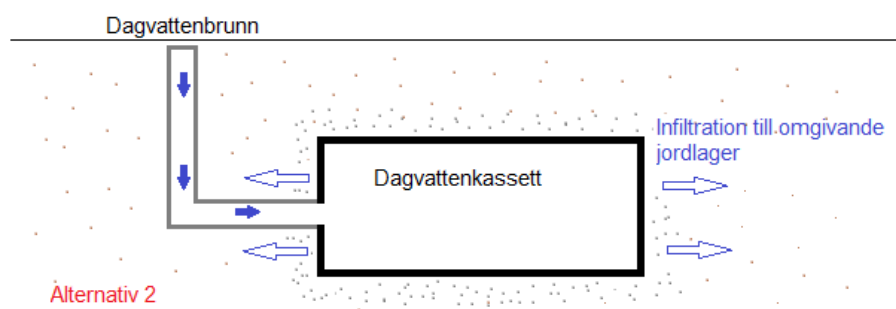 Dagvattenbrunn
Infiltration till omgivande
jordlager
Dagvattenkassett
Alternativ 2